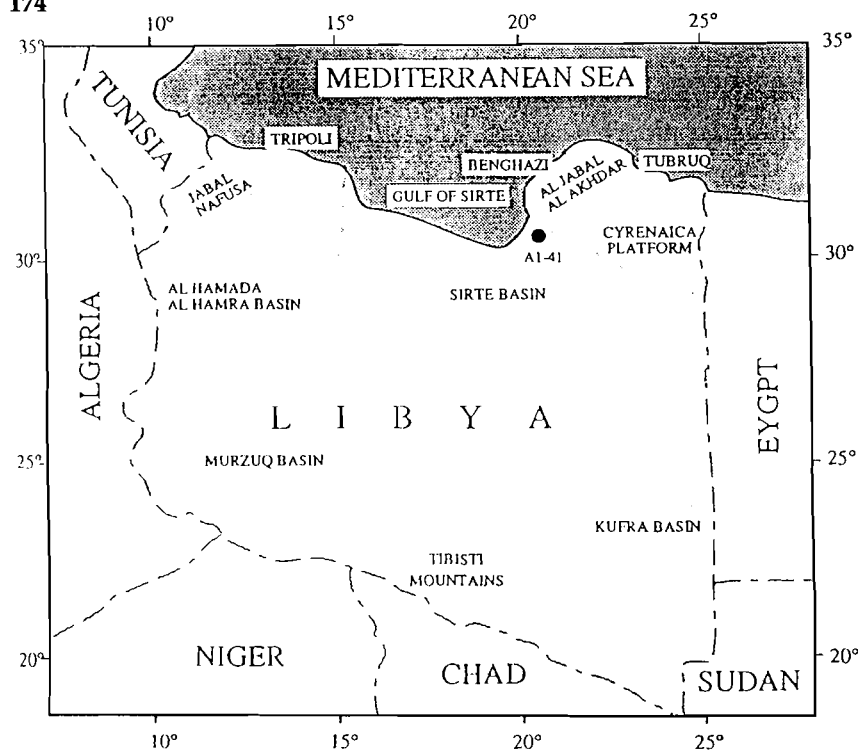 174
10° 15° 20° 25°
35° 35°
MEDITERRANEAN SEA
TUNISIA
TRIPOLI
BENGHAZI
AL JABAL
AL AKHDAR
TUBRUQ
JABAL
NAFUSA
GULF OF SIRTE
CYRENAICA
PLATFORM
30° 30°
A1-41
AL HAMADA
AL HAMRA BASIN
SIRTE BASIN
ALGERIA
LIBYA
EYGPT
25° 25°
MURZUQ BASIN
KUFRA BASIN
TIBISTI
MOUNTAINS
20° 20°
NIGER
CHAD
SUDAN
10° 15° 20° 25°